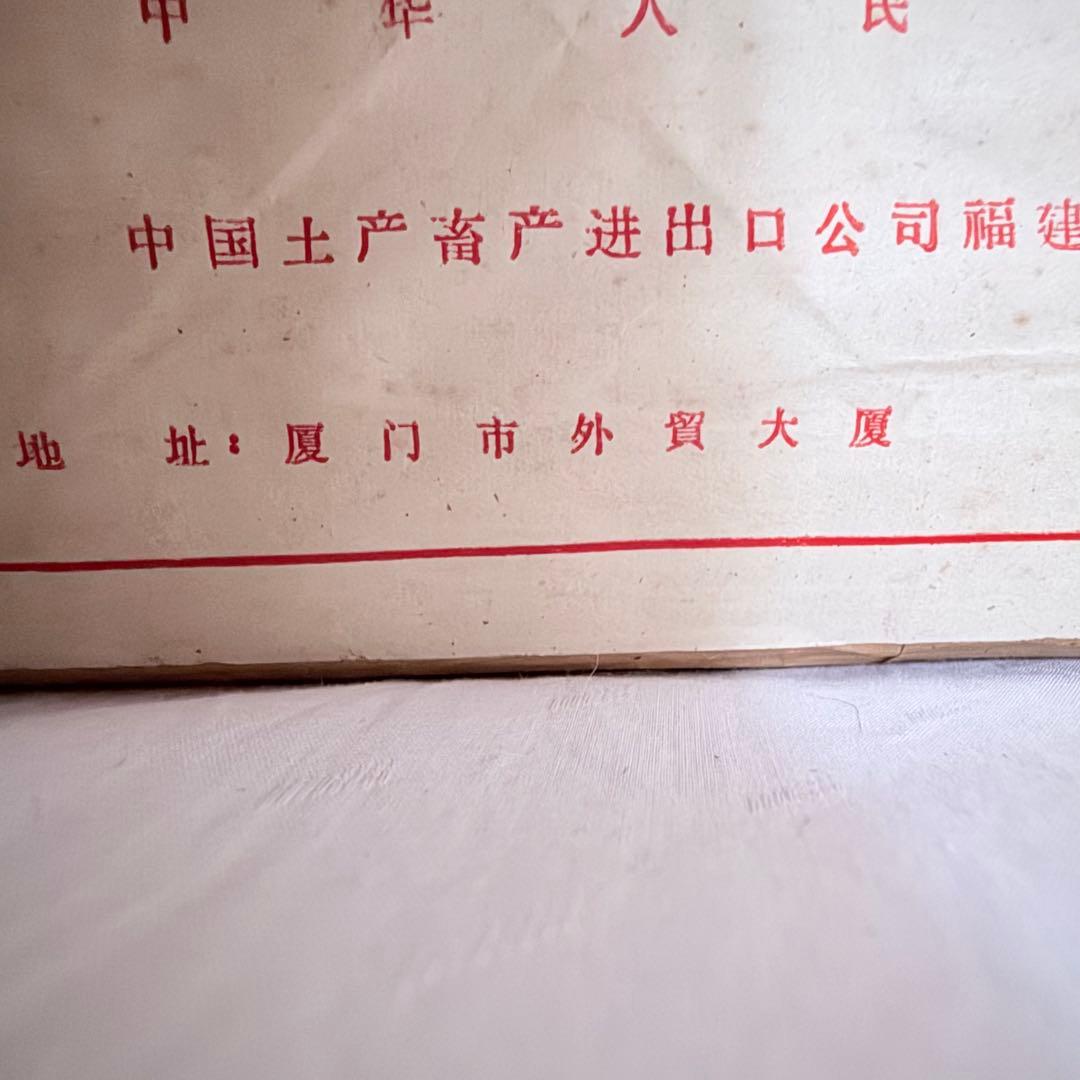 中华人民
中国土产畜产进出口公司福建
地 址：厦门市外貿大厦